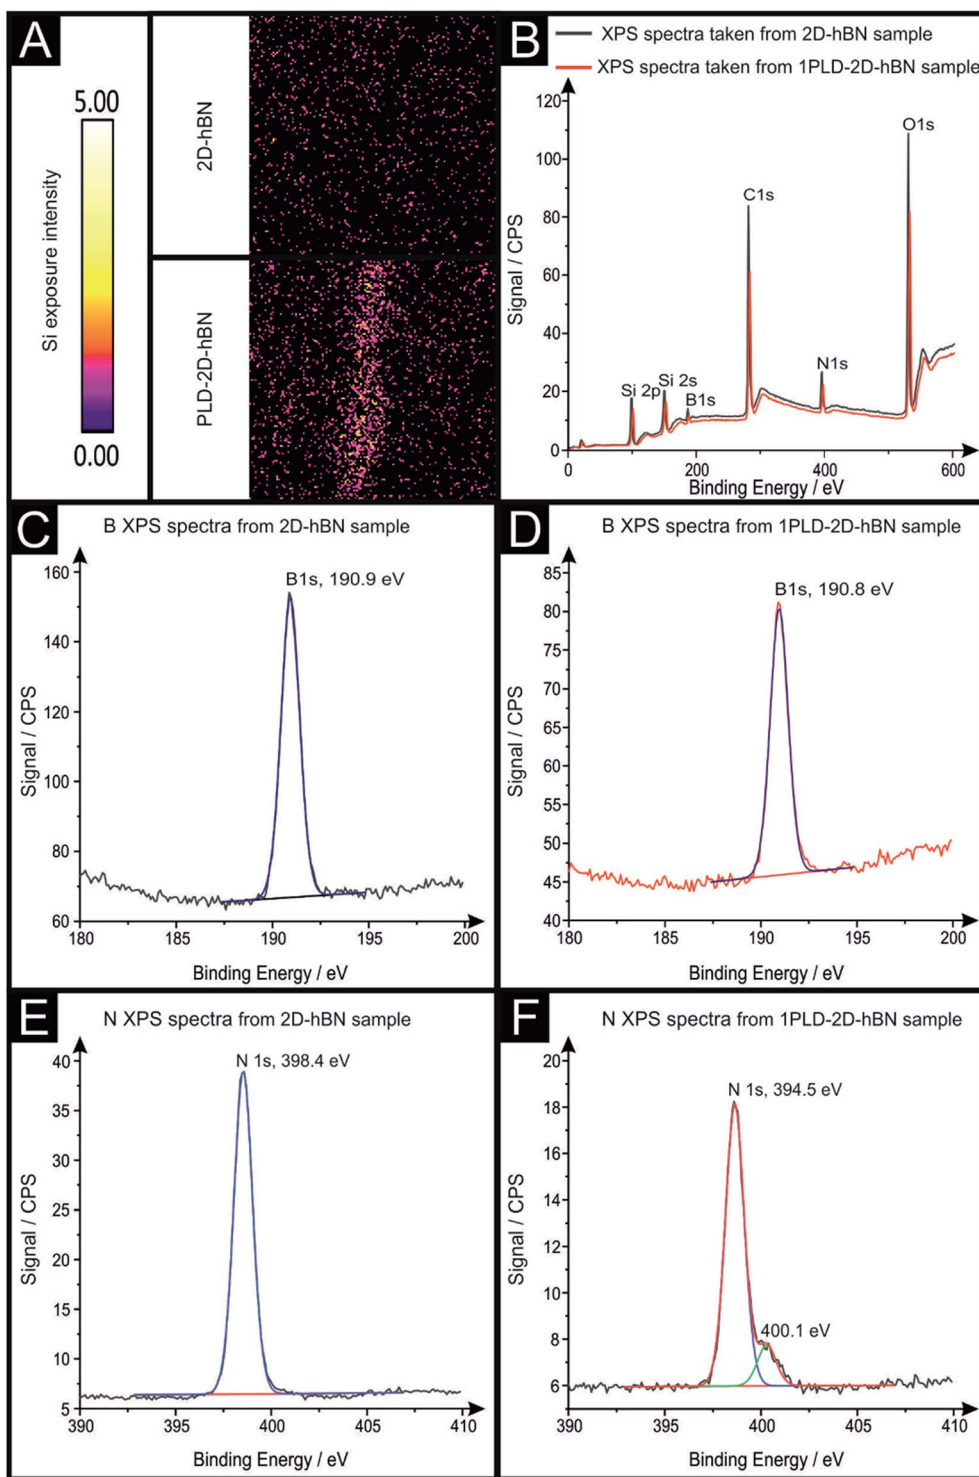 A
5.00
Si exposure intensity
0.00
2D-hBN
PLD-2D-hBN
B
XPS spectra taken from 2D-hBN sample
XPS spectra taken from 1PLD-2D-hBN sample
Signal / CPS
120
100
80
60
40
20
0
Si 2p
Si 2s
B1s
C1s
N1s
O1s
0
200
400
600
Binding Energy / eV
C
B XPS spectra from 2D-hBN sample
B1s, 190.9 eV
Signal / CPS
160
140
120
100
80
60
180
185
190
195
200
Binding Energy / eV
D
B XPS spectra from 1PLD-2D-hBN sample
B1s, 190.8 eV
Signal / CPS
85
80
75
70
65
60
55
50
45
40
180
185
190
195
200
Binding Energy / eV
E
N XPS spectra from 2D-hBN sample
N 1s, 398.4 eV
Signal / CPS
40
35
30
25
20
15
10
5
390
395
400
405
410
Binding Energy / eV
F
N XPS spectra from 1PLD-2D-hBN sample
N 1s, 394.5 eV
400.1 eV
Signal / CPS
20
18
16
14
12
10
8
6
5
390
395
400
405
410
Binding Energy / eV